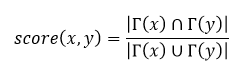 score(x, y) = |Γ(x) ∩ Γ(y)| / |Γ(x) ∪ Γ(y)|